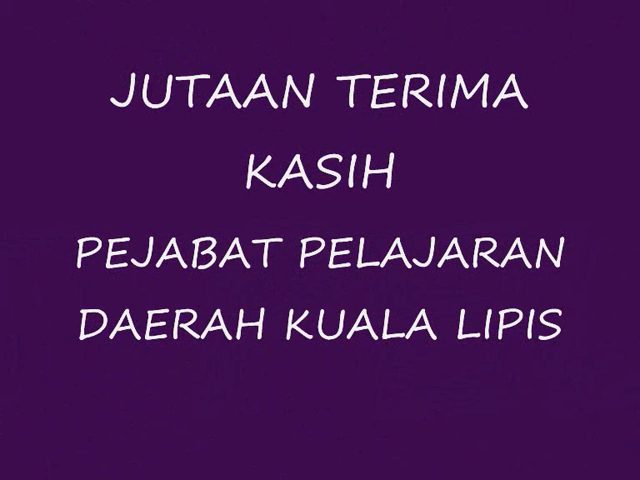 JUTAAN TERIMA
KASIH
PEJABAT PELAJARAN
DAERAH KUALA LIPIS